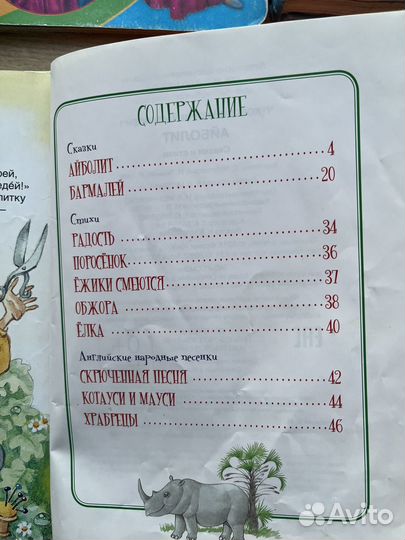 СОДЕРЖАНИЕ
Сказки
АЙБОЛИТ 4
БАРМАЛЕЙ 20
Стихи
РАДОСТЬ 34
ПОРОСЁНОК 36
ЁЖИКИ СМЕЮТСЯ 37
ОБЖОРА 38
ЁЛКА 40
Английские народные песенки
СКРЮЧЕННАЯ ПЕСНЯ 42
КОТАУСИ И МАУСИ 44
ХРАБРЕЦЫ 46
Avito